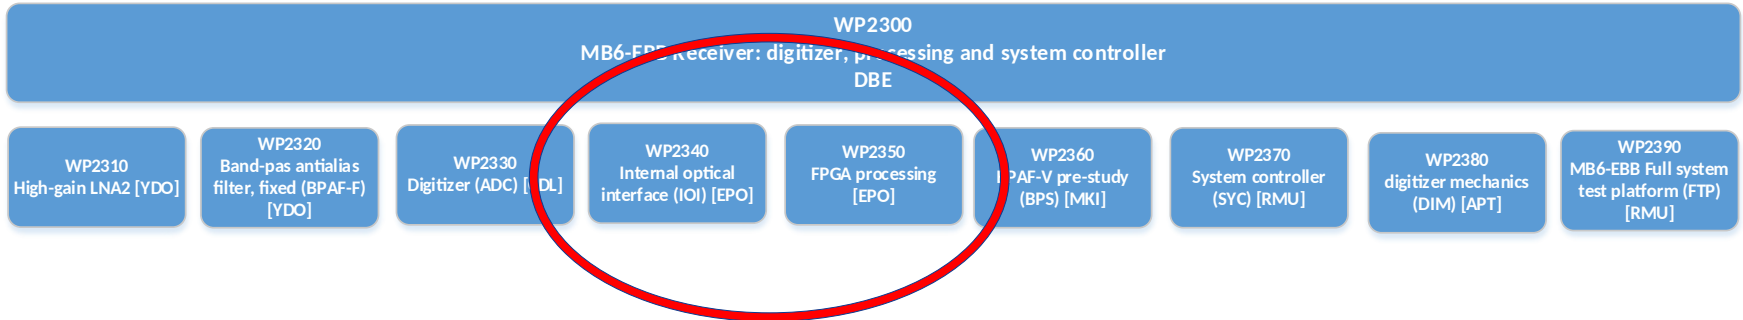 WP2300
MB6-EBB Receiver: digitizer, processing and system controller
DBE
WP2310
High-gain LNA2 [YDO]
WP2320
Band-pas antialias
filter, fixed (BPAF-F)
[YDO]
WP2330
Digitizer (ADC)
WP2340
Internal optical
interface (IOI) [EPO]
WP2350
FPGA processing
[EPO]
WP2360
BPAF-V pre-study
(BPS) [MKI]
WP2370
System controller
(SYC) [RMU]
WP2380
digitizer mechanics
(DIM) [APT]
WP2390
MB6-EBB Full system
test platform (FTP)
[RMU]